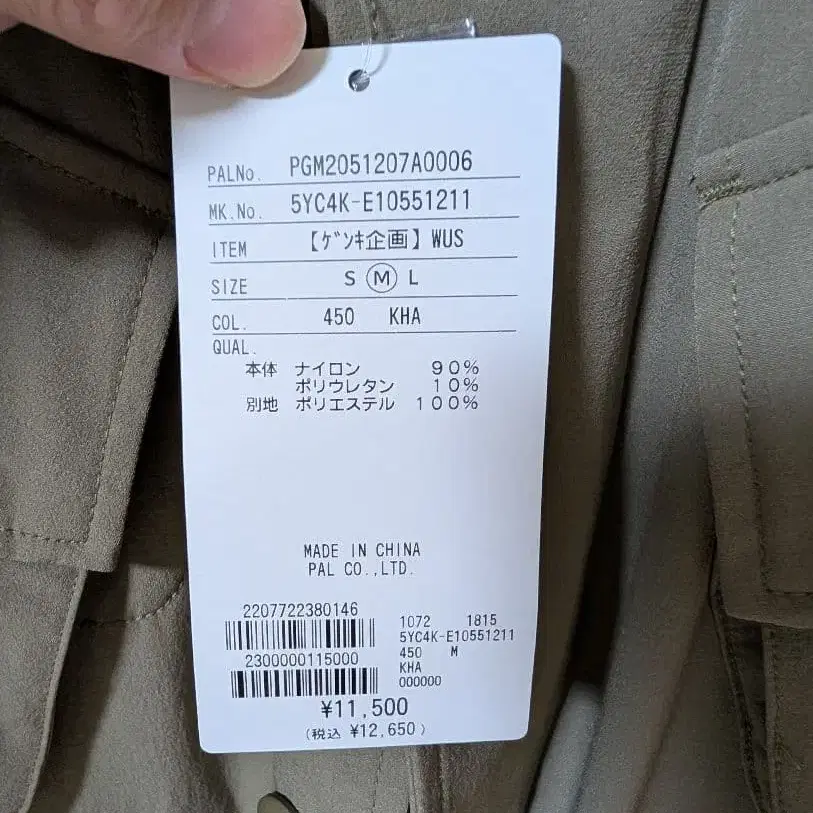 PALNo. PGM2051207A0006
MK.No. 5YC4K-E10551211
ITEM 【ｹﾞﾝｷ企画】WUS
SIZE S Ⓜ L
COL. 450 KHA
QUAL.
本体 ナイロン ９０％
ポリウレタン １０％
別地 ポリエステル １００％
MADE IN CHINA
PAL CO.,LTD.
2207722380146
2300000115000
1072 1815
5YC4K-E10551211
450 M
KHA
000000
¥11,500
(税込 ¥12,650)